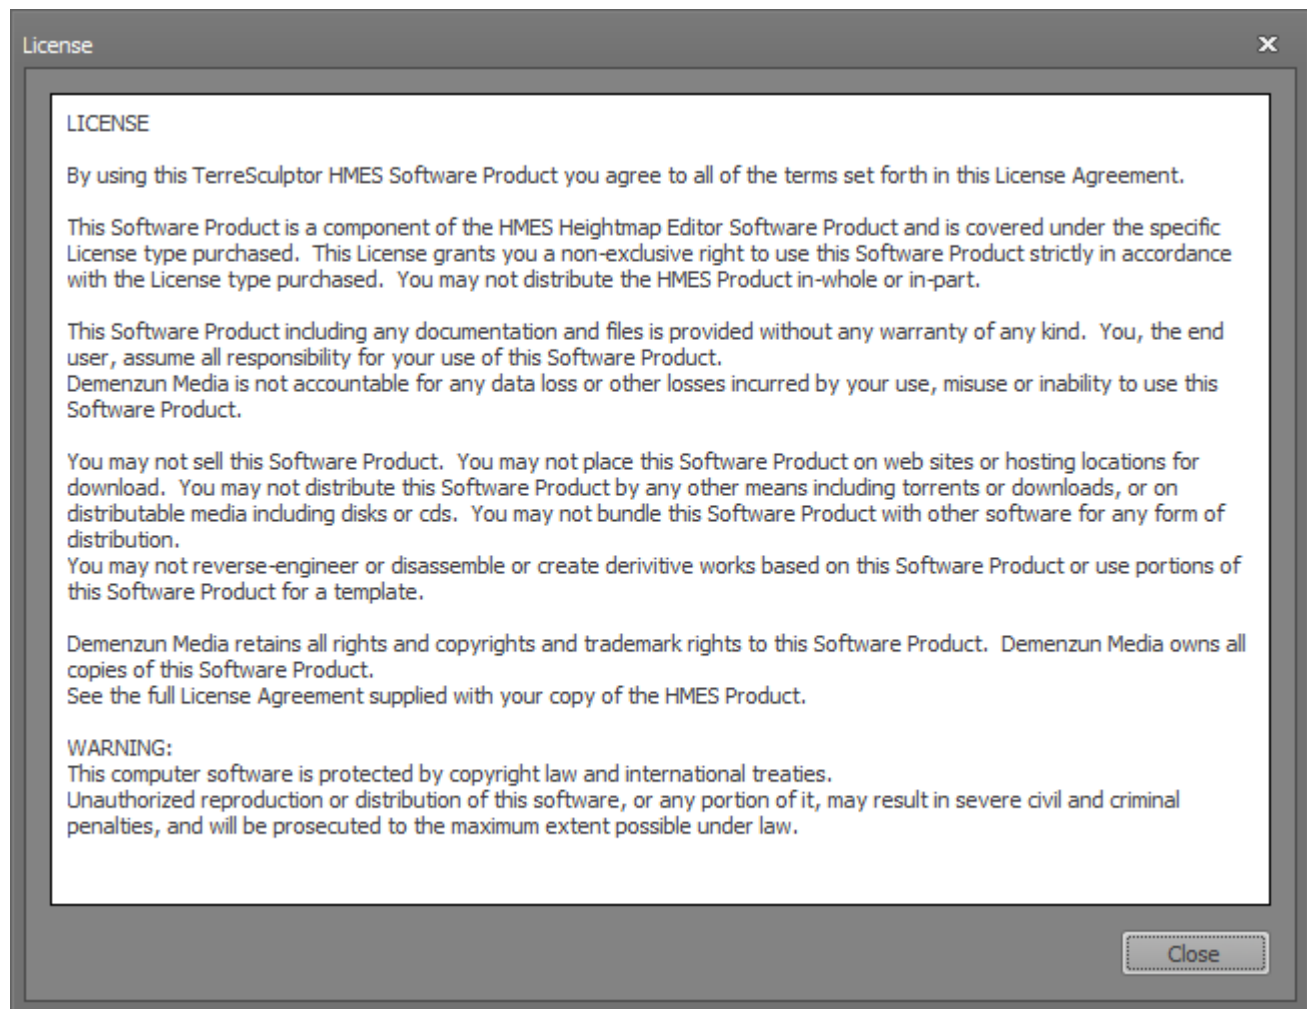 License
LICENSE
By using this TerreSculptor HMES Software Product you agree to all of the terms set forth in this License Agreement.
This Software Product is a component of the HMES Heightmap Editor Software Product and is covered under the specific
License type purchased.  This License grants you a non-exclusive right to use this Software Product strictly in accordance
with the License type purchased.  You may not distribute the HMES Product in-whole or in-part.
This Software Product including any documentation and files is provided without any warranty of any kind.  You, the end
user, assume all responsibility for your use of this Software Product.
Demenzun Media is not accountable for any data loss or other losses incurred by your use, misuse or inability to use this
Software Product.
You may not sell this Software Product.  You may not place this Software Product on web sites or hosting locations for
download.  You may not distribute this Software Product by any other means including torrents or downloads, or on
distributable media including disks or cds.  You may not bundle this Software Product with other software for any form of
distribution.
You may not reverse-engineer or disassemble or create derivitive works based on this Software Product or use portions of
this Software Product for a template.
Demenzun Media retains all rights and copyrights and trademark rights to this Software Product.  Demenzun Media owns all
copies of this Software Product.
See the full License Agreement supplied with your copy of the HMES Product.
WARNING:
This computer software is protected by copyright law and international treaties.
Unauthorized reproduction or distribution of this software, or any portion of it, may result in severe civil and criminal
penalties, and will be prosecuted to the maximum extent possible under law.
Close